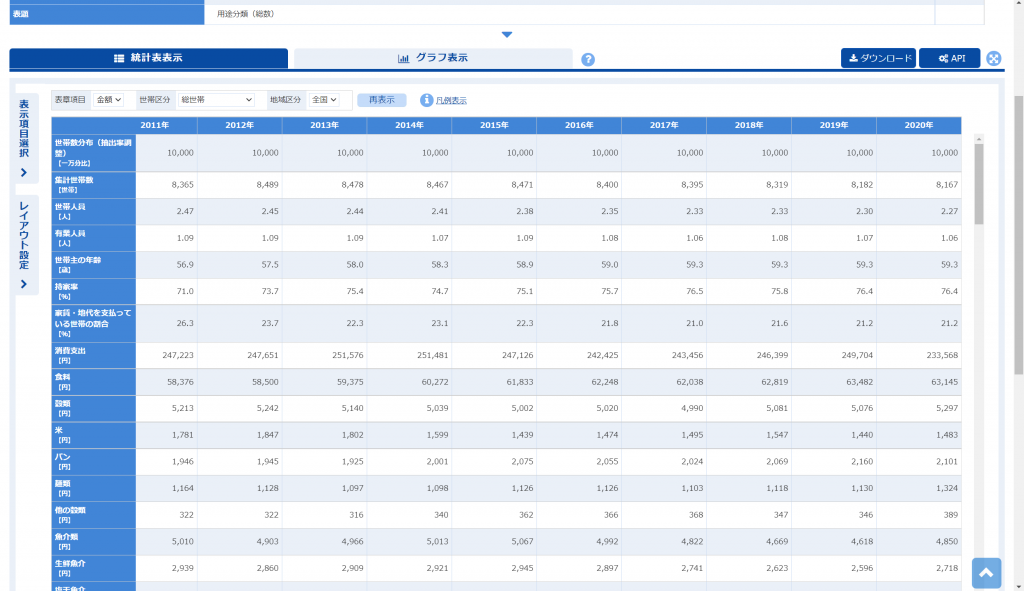 表題 用途分類（総数）
統計表表示 グラフ表示 ? ダウンロード API
表示項目選択
レイアウト設定
表章項目 金額 世帯区分 総世帯 地域区分 全国 再表示 凡例表示
2011年 2012年 2013年 2014年 2015年 2016年 2017年 2018年 2019年 2020年
世帯数分布（抽出率調整）
【一万分比】 10,000 10,000 10,000 10,000 10,000 10,000 10,000 10,000 10,000 10,000
集計世帯数
【世帯】 8,365 8,489 8,478 8,467 8,471 8,400 8,395 8,319 8,182 8,167
世帯人員
【人】 2.47 2.45 2.44 2.41 2.38 2.35 2.33 2.33 2.30 2.27
有業人員
【人】 1.09 1.09 1.09 1.07 1.09 1.08 1.06 1.08 1.07 1.06
世帯主の年齢
【歳】 56.9 57.5 58.0 58.3 58.9 59.0 59.3 59.3 59.3 59.3
持家率
【%】 71.0 73.7 75.4 74.7 75.1 75.7 76.5 75.8 76.4 76.4
家賃・地代を支払っている世帯の割合
【%】 26.3 23.7 22.3 23.1 22.3 21.8 21.0 21.6 21.2 21.2
消費支出
【円】 247,223 247,651 251,576 251,481 247,126 242,425 243,456 246,399 249,704 233,568
食料
【円】 58,376 58,500 59,375 60,272 61,833 62,248 62,038 62,819 63,482 63,145
穀類
【円】 5,213 5,242 5,140 5,039 5,002 5,020 4,990 5,081 5,076 5,297
米
【円】 1,781 1,847 1,802 1,599 1,439 1,474 1,495 1,547 1,440 1,483
パン
【円】 1,946 1,945 1,925 2,001 2,075 2,055 2,024 2,069 2,160 2,101
麺類
【円】 1,164 1,128 1,097 1,098 1,126 1,126 1,103 1,118 1,130 1,324
他の穀類
【円】 322 322 316 340 362 366 368 347 346 389
魚介類
【円】 5,010 4,903 4,966 5,013 5,067 4,992 4,822 4,669 4,618 4,850
生鮮魚介
【円】 2,939 2,860 2,909 2,921 2,945 2,897 2,741 2,623 2,596 2,718